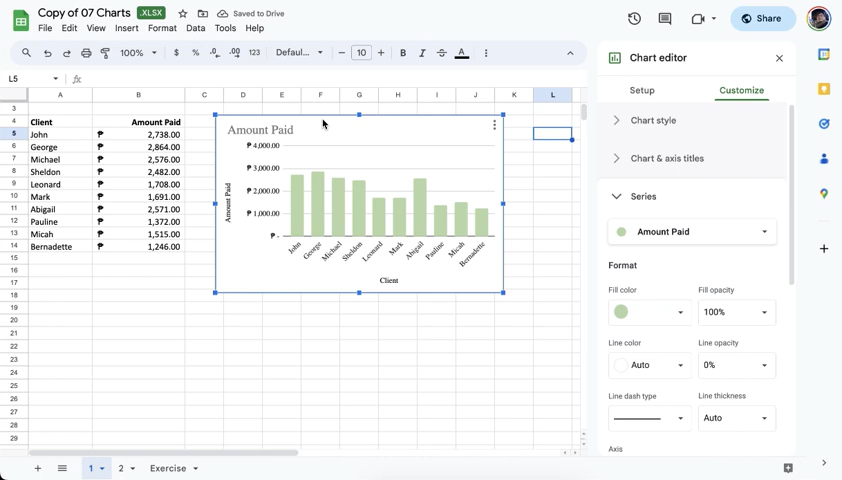 Copy of 07 Charts .XLSX Saved to Drive
File Edit View Insert Format Data Tools Help
Share
100% $ % .0 .00 123 Defaul... 10 B I S A
L5 fx
A B C D E F G H I J K L
3
4 Client Amount Paid
5 John ₱ 2,738.00
6 George ₱ 2,864.00
7 Michael ₱ 2,576.00
8 Sheldon ₱ 2,482.00
9 Leonard ₱ 1,708.00
10 Mark ₱ 1,691.00
11 Abigail ₱ 2,571.00
12 Pauline ₱ 1,372.00
13 Micah ₱ 1,515.00
14 Bernadette ₱ 1,246.00
15
16
17
18
19
20
21
22
23
24
25
26
27
28
29
Amount Paid
₱ 4,000.00
₱ 3,000.00
₱ 2,000.00
₱ 1,000.00
₱ -
Amount Paid
John George Michael Sheldon Leonard Mark Abigail Pauline Micah Bernadette
Client
Chart editor
Setup Customize
Chart style
Chart & axis titles
Series
Amount Paid
Format
Fill color Fill opacity
100%
Line color Line opacity
Auto 0%
Line dash type Line thickness
Auto
Axis
1 2 Exercise